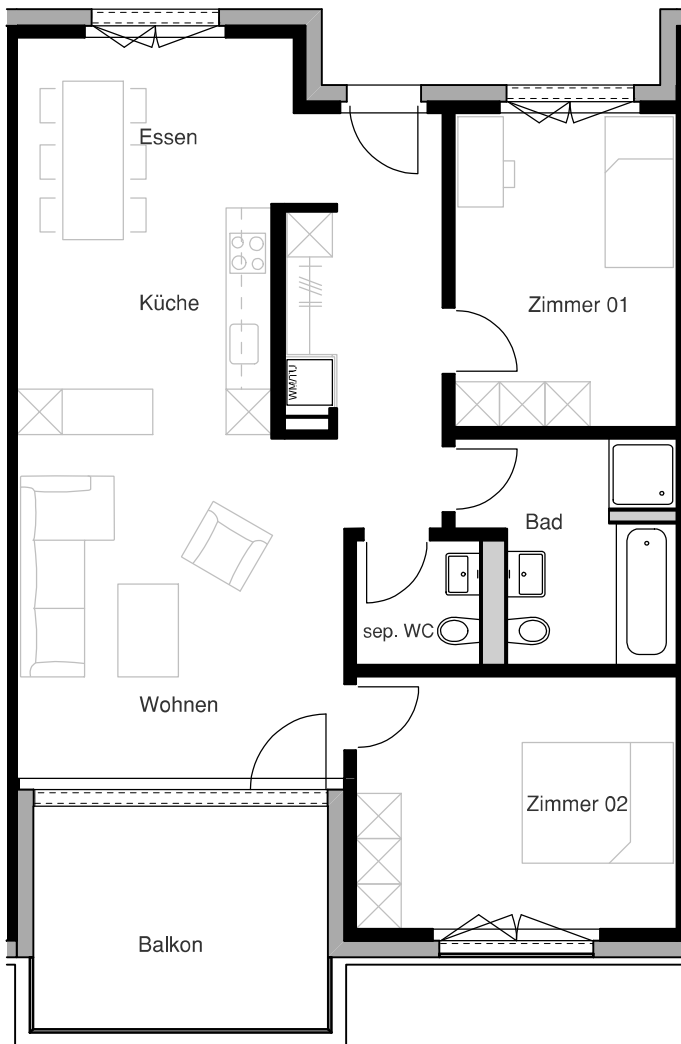 Essen
Küche
Zimmer 01
WM/TU
Bad
sep. WC
Wohnen
Zimmer 02
Balkon